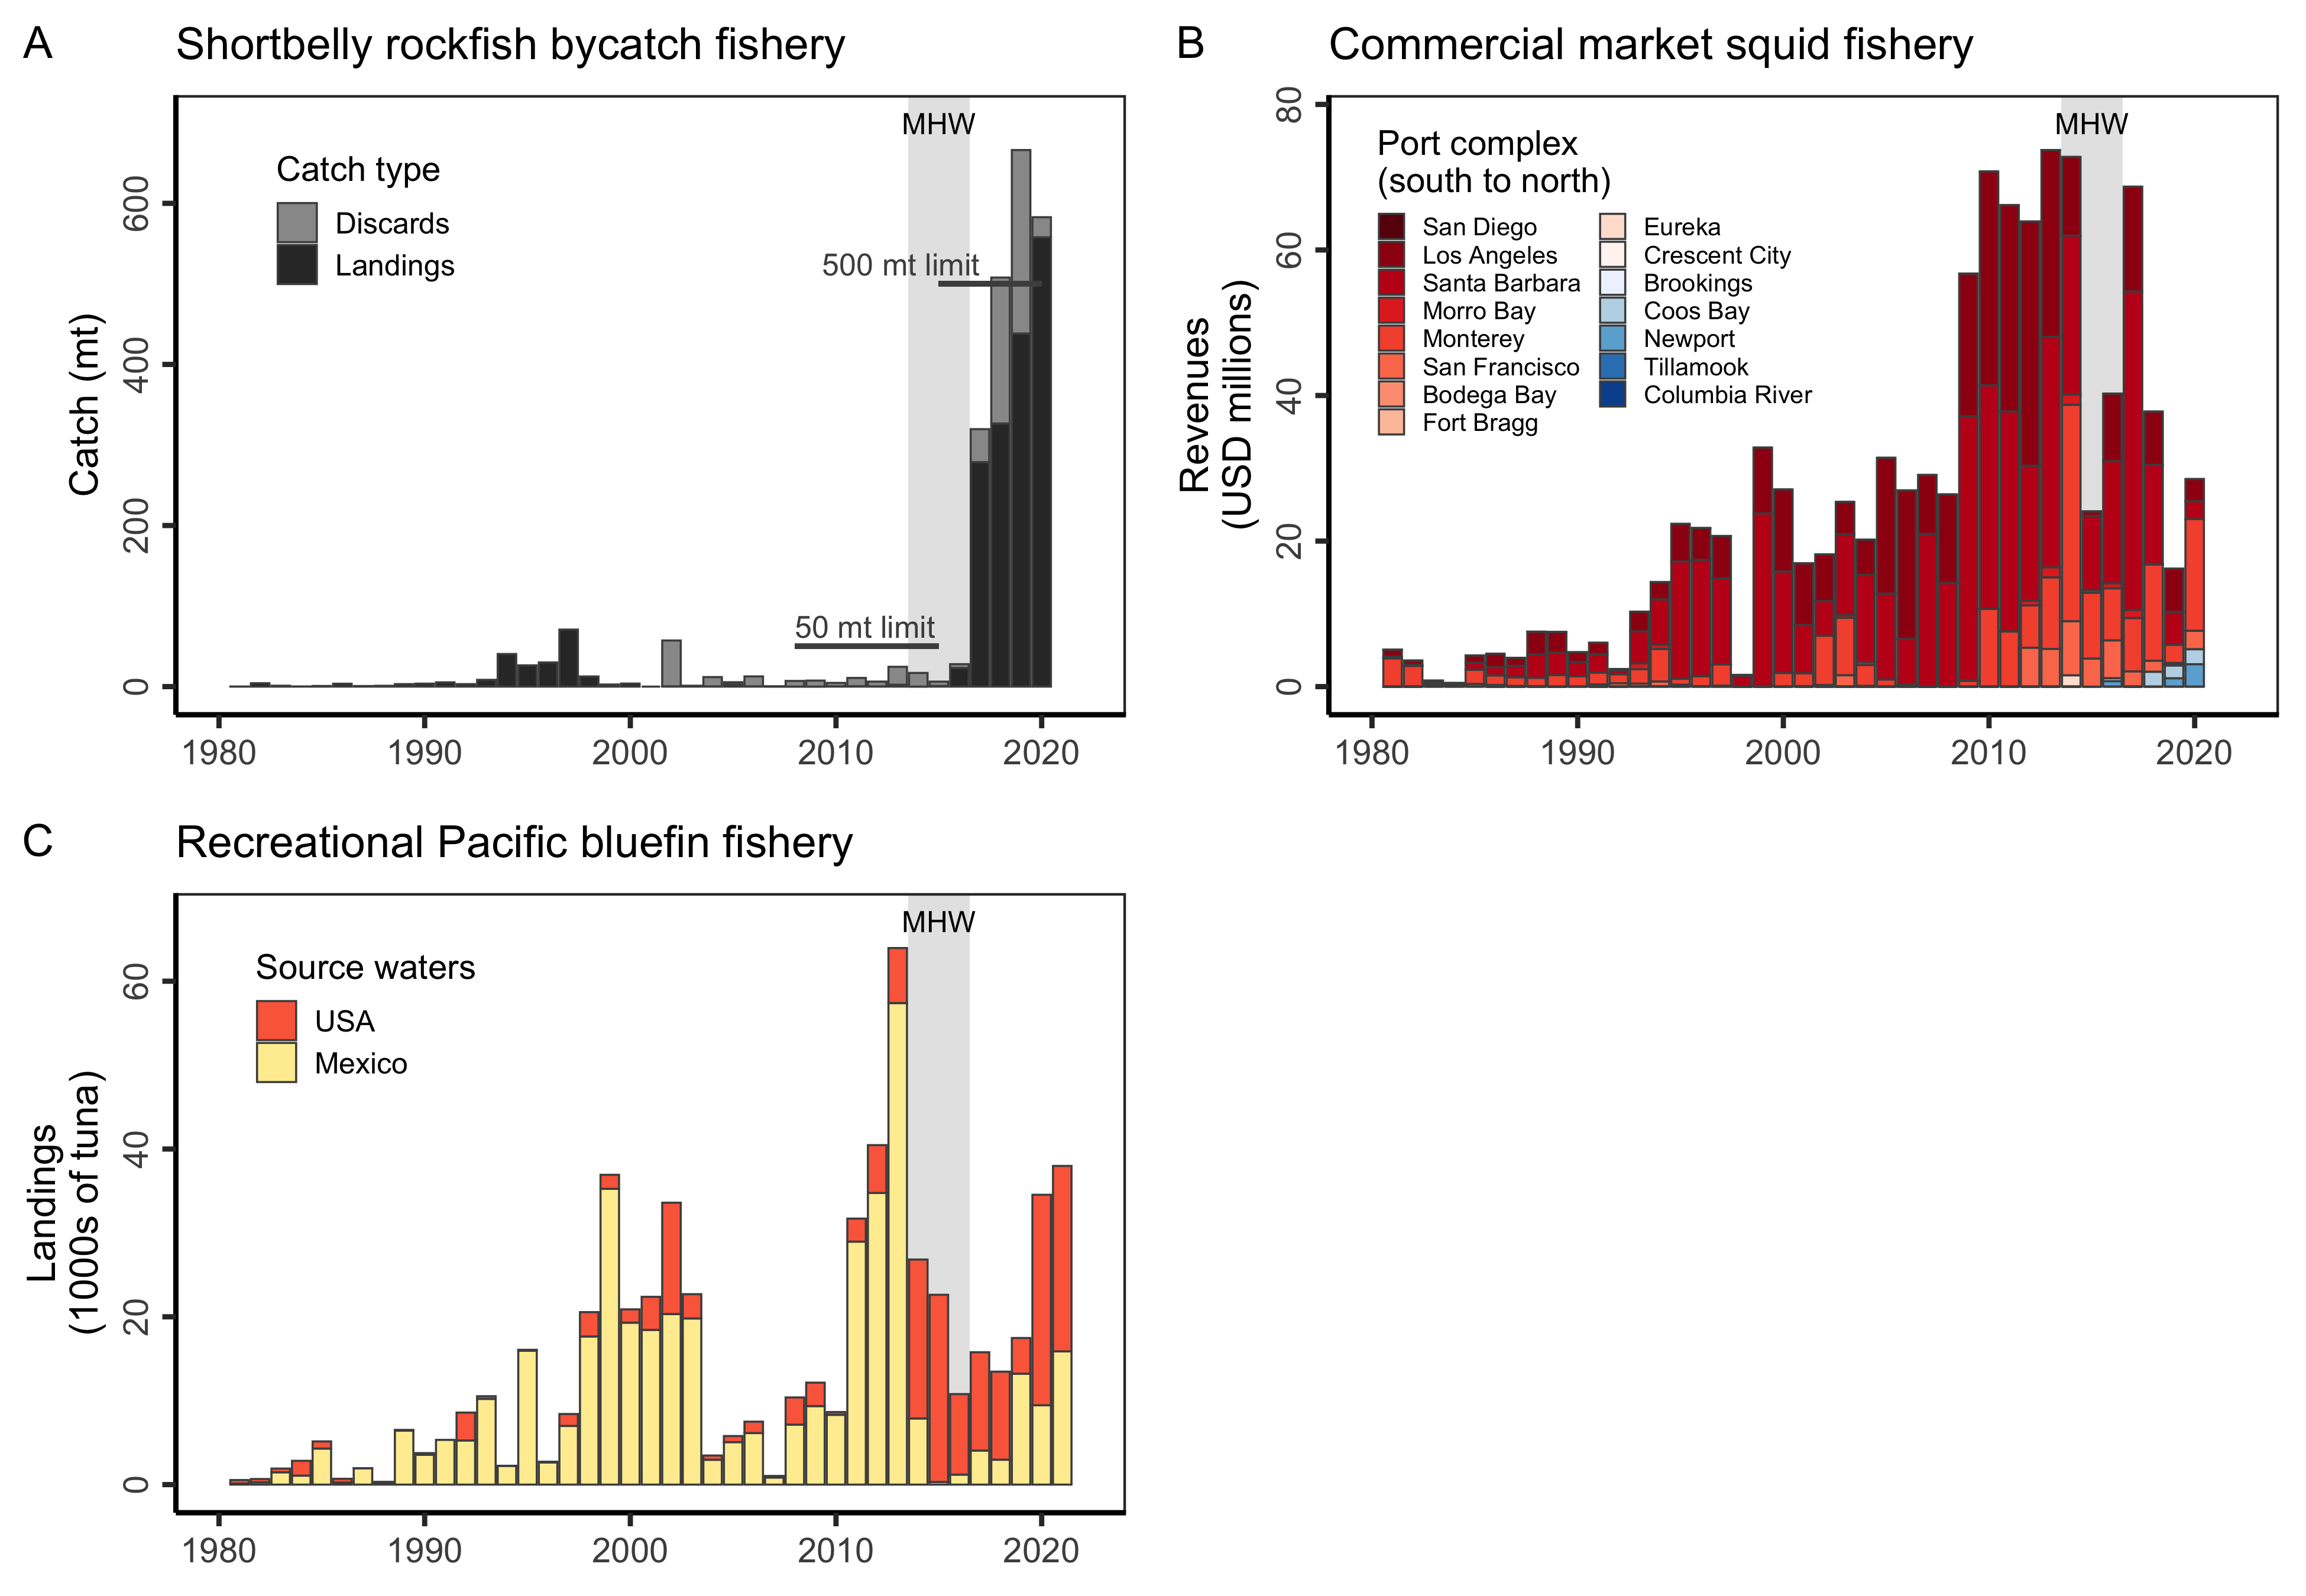 A
Shortbelly rockfish bycatch fishery
MHW
Catch type
Discards
Landings
500 mt limit
50 mt limit
Catch (mt)
600
400
200
0
1980 1990 2000 2010 2020
B
Commercial market squid fishery
MHW
Port complex
(south to north)
San Diego
Los Angeles
Santa Barbara
Morro Bay
Monterey
San Francisco
Bodega Bay
Fort Bragg
Eureka
Crescent City
Brookings
Coos Bay
Newport
Tillamook
Columbia River
Revenues
(USD millions)
80
60
40
20
0
1980 1990 2000 2010 2020
C
Recreational Pacific bluefin fishery
MHW
Source waters
USA
Mexico
Landings
(1000s of tuna)
60
40
20
0
1980 1990 2000 2010 2020